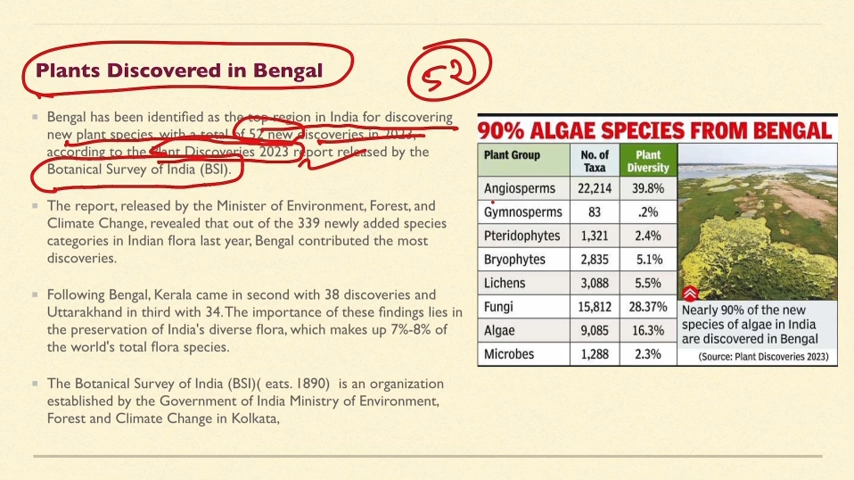 Plants Discovered in Bengal
52
Bengal has been identified as the top region in India for discovering
new plant species, with a total of 52 new discoveries in 2023,
according to the Plant Discoveries 2023 report released by the
Botanical Survey of India (BSI).
The report, released by the Minister of Environment, Forest, and
Climate Change, revealed that out of the 339 newly added species
categories in Indian flora last year, Bengal contributed the most
discoveries.
Following Bengal, Kerala came in second with 38 discoveries and
Uttarakhand in third with 34. The importance of these findings lies in
the preservation of India's diverse flora, which makes up 7%-8% of
the world's total flora species.
The Botanical Survey of India (BSI)( eats. 1890) is an organization
established by the Government of India Ministry of Environment,
Forest and Climate Change in Kolkata,
90% ALGAE SPECIES FROM BENGAL
Plant Group No. of Taxa Plant Diversity
Angiosperms 22,214 39.8%
Gymnosperms 83 .2%
Pteridophytes 1,321 2.4%
Bryophytes 2,835 5.1%
Lichens 3,088 5.5%
Fungi 15,812 28.37%
Algae 9,085 16.3%
Microbes 1,288 2.3%
Nearly 90% of the new
species of algae in India
are discovered in Bengal
(Source: Plant Discoveries 2023)